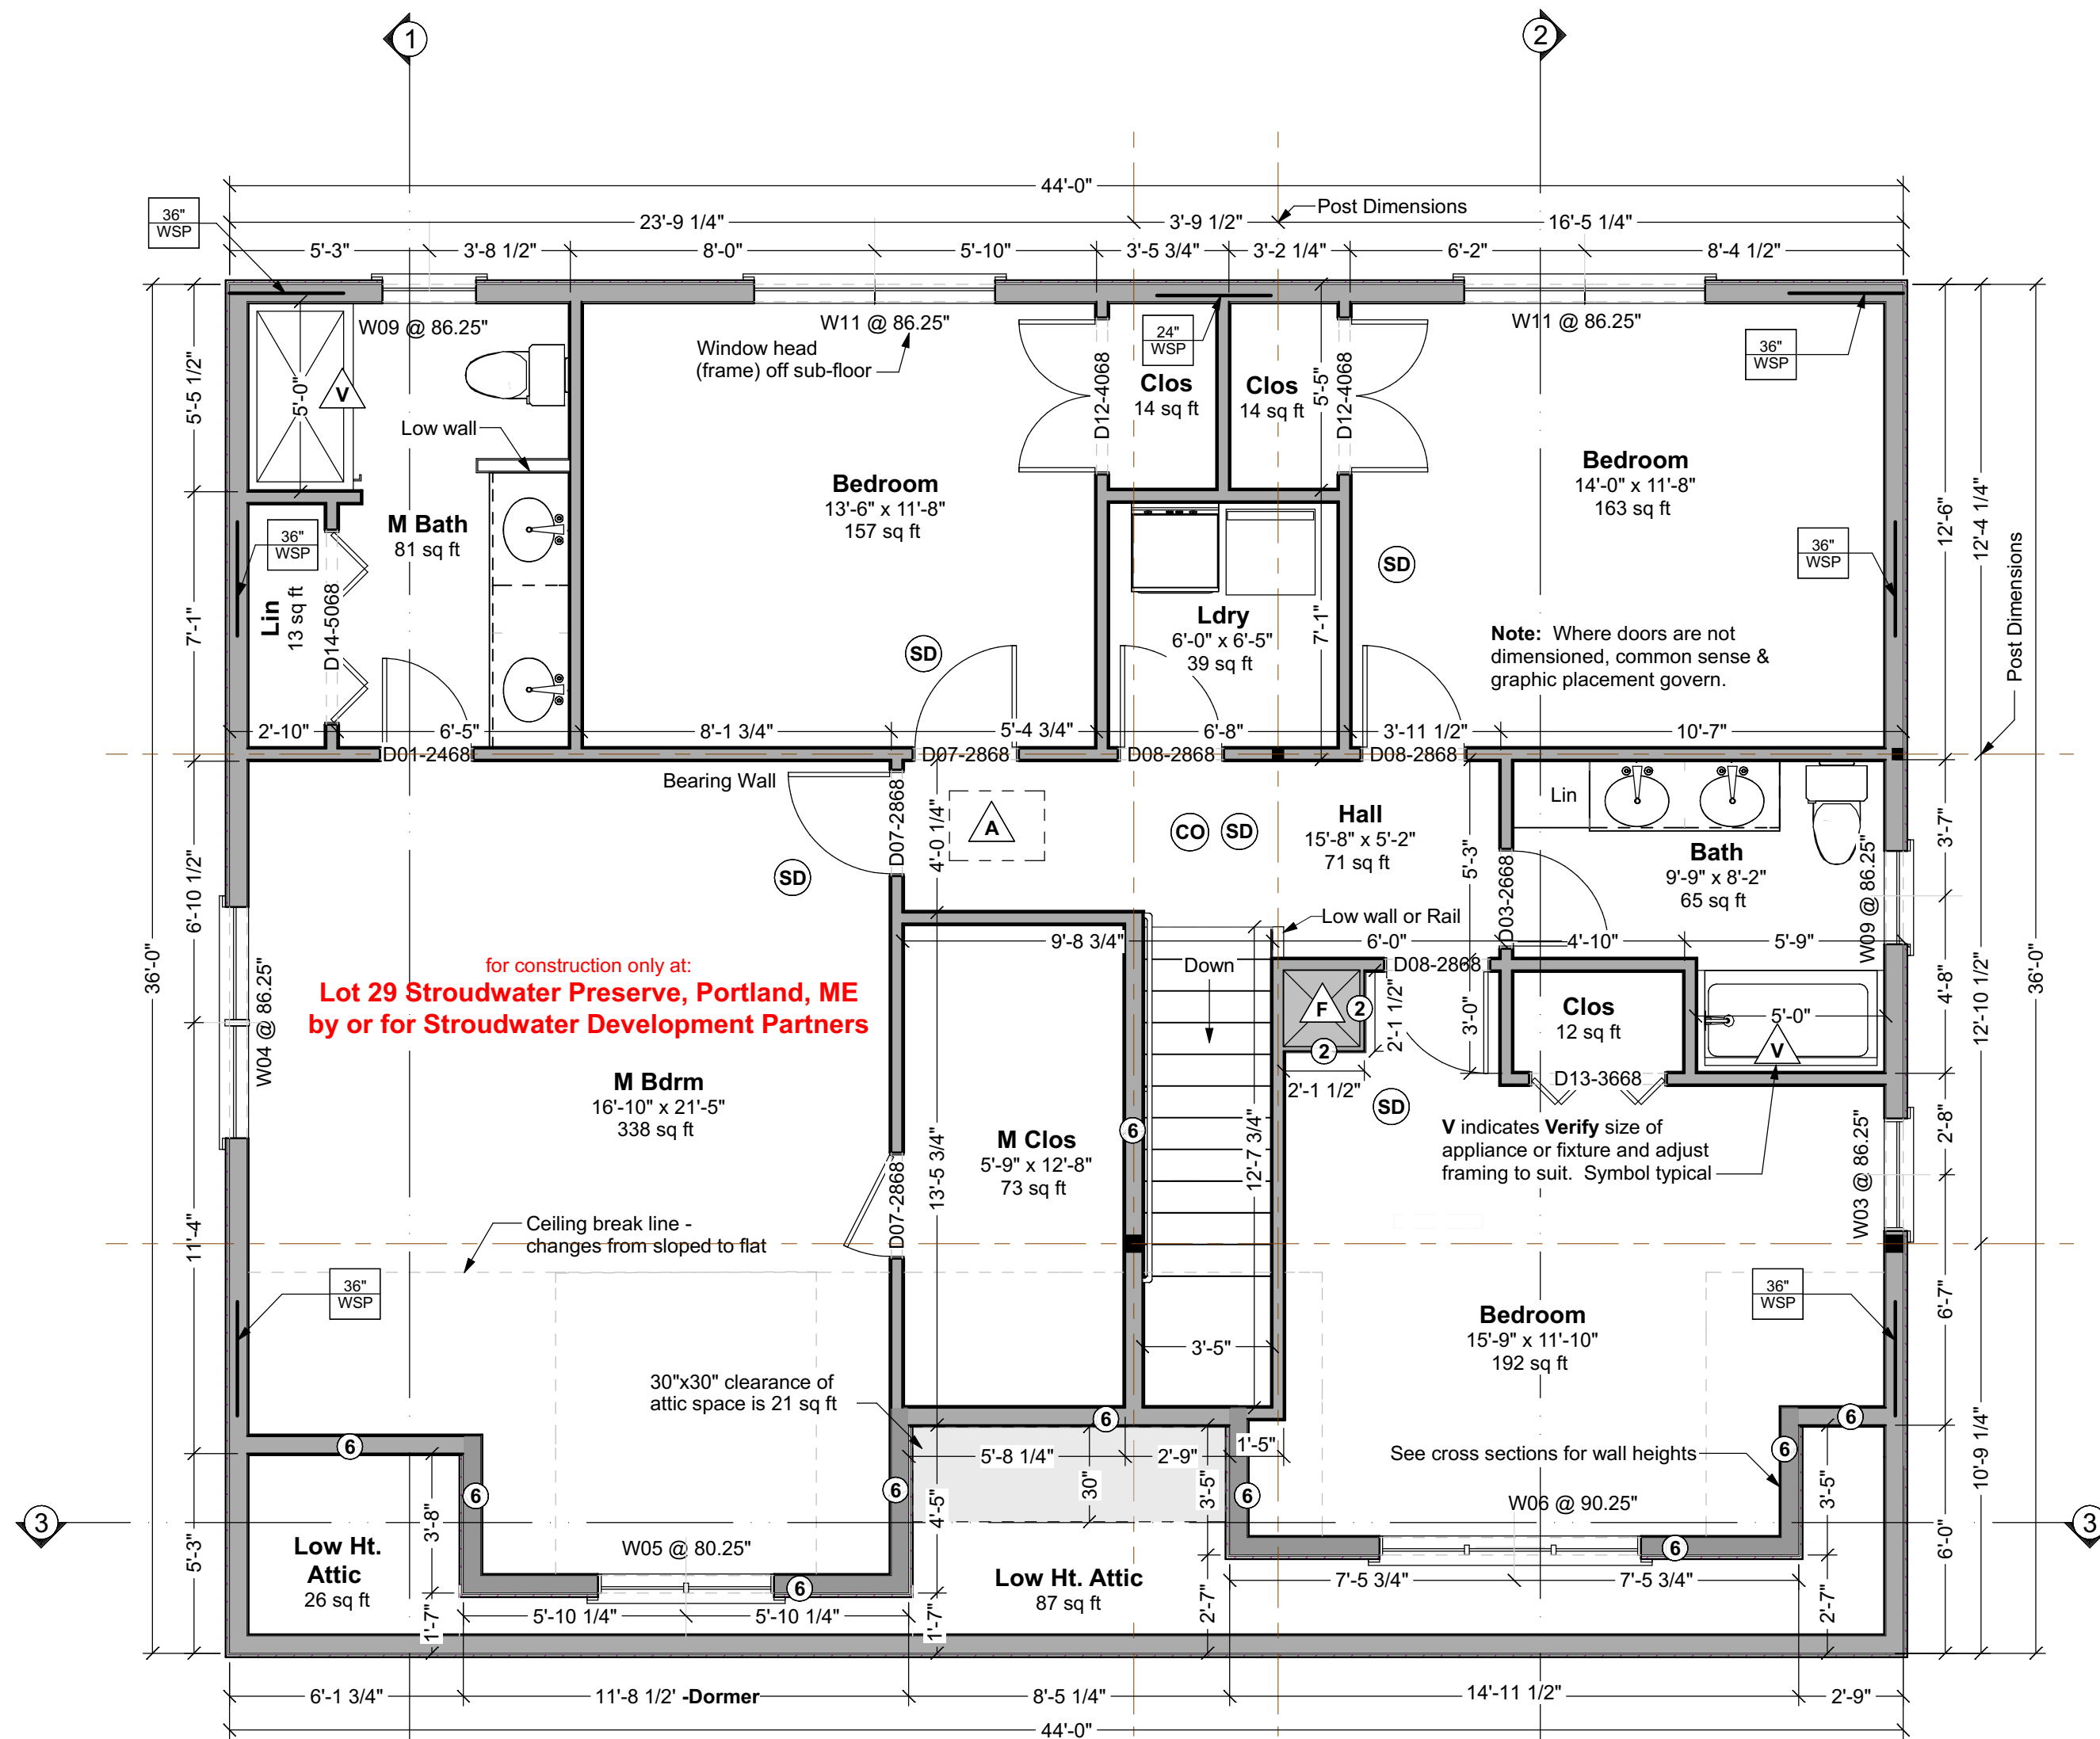 1
2
44'-0"
23'-9 1/4"
3'-9 1/2"
Post Dimensions
16'-5 1/4"
36"
WSP
5'-3"
3'-8 1/2"
8'-0"
5'-10"
3'-5 3/4"
3'-2 1/4"
6'-2"
8'-4 1/2"
W09 @ 86.25"
W11 @ 86.25"
W11 @ 86.25"
Window head
(frame) off sub-floor
24"
WSP
36"
WSP
5'-5 1/2"
5'-0"
V
Low wall
D12-4068
Clos
14 sq ft
Clos
14 sq ft
5'-5"
D12-4068
Bedroom
13'-6" x 11'-8"
157 sq ft
Bedroom
14'-0" x 11'-8"
163 sq ft
M Bath
81 sq ft
36"
WSP
36"
WSP
SD
12'-6"
12'-4 1/4"
Post Dimensions
7'-1"
Lin
13 sq ft
D14-5068
Ldry
6'-0" x 6'-5"
39 sq ft
7'-1"
SD
Note: Where doors are not
dimensioned, common sense &
graphic placement govern.
2'-10"
6'-5"
8'-1 3/4"
5'-4 3/4"
6'-8"
3'-11 1/2"
10'-7"
D01-2468
D07-2868
D08-2868
D08-2868
Bearing Wall
D07-2868
4'-0 1/4"
A
CO
SD
Hall
15'-8" x 5'-2"
71 sq ft
Lin
Bath
9'-9" x 8'-2"
65 sq ft
5'-3"
D03-2668
W09 @ 86.25"
3'-7"
SD
6'-10 1/2"
36'-0"
Low wall or Rail
9'-8 3/4"
6'-0"
4'-10"
5'-9"
Down
D08-2868
W04 @ 86.25"
for construction only at:
Lot 29 Stroudwater Preserve, Portland, ME
by or for Stroudwater Development Partners
F
2
2
2'-1 1/2"
2'-1 1/2"
3'-0"
Clos
12 sq ft
5'-0"
V
D13-3668
4'-8"
12'-10 1/2"
36'-0"
M Bdrm
16'-10" x 21'-5"
338 sq ft
SD
6
M Clos
5'-9" x 12'-8"
73 sq ft
13'-5 3/4"
12'-7 3/4"
V indicates Verify size of
appliance or fixture and adjust
framing to suit. Symbol typical
W03 @ 86.25"
2'-8"
D07-2868
11'-4"
Ceiling break line -
changes from sloped to flat
36"
WSP
36"
WSP
6'-7"
Bedroom
15'-9" x 11'-10"
192 sq ft
3'-5"
30"x30" clearance of
attic space is 21 sq ft
6
6
6
6
6
6
6
5'-8 1/4"
2'-9"
1'-5"
30"
See cross sections for wall heights
W06 @ 90.25"
3'-8"
4'-5"
3'-5"
3'-5"
10'-9 1/4"
3
3
5'-3"
Low Ht.
Attic
26 sq ft
W05 @ 80.25"
6
6
Low Ht. Attic
87 sq ft
7'-5 3/4"
7'-5 3/4"
6'-0"
5'-10 1/4"
5'-10 1/4"
1'-7"
1'-7"
2'-7"
2'-7"
6'-1 3/4"
11'-8 1/2' -Dormer
8'-5 1/4"
14'-11 1/2"
2'-9"
44'-0"